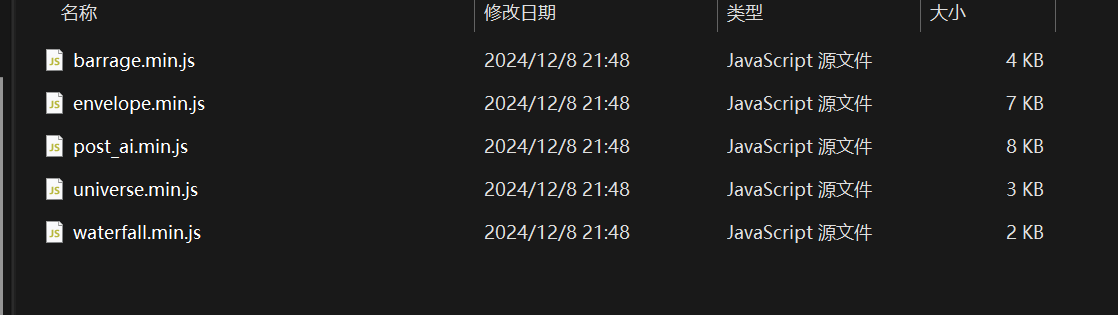 名称 修改日期 类型 大小
barrage.min.js 2024/12/8 21:48 JavaScript 源文件 4 KB
envelope.min.js 2024/12/8 21:48 JavaScript 源文件 7 KB
post_ai.min.js 2024/12/8 21:48 JavaScript 源文件 8 KB
universe.min.js 2024/12/8 21:48 JavaScript 源文件 3 KB
waterfall.min.js 2024/12/8 21:48 JavaScript 源文件 2 KB